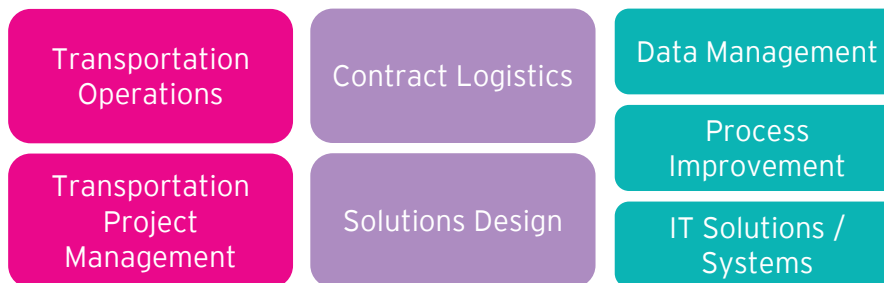 Transportation
Operations
Transportation
Project
Management
Contract Logistics
Solutions Design
Data Management
Process
Improvement
IT Solutions /
Systems